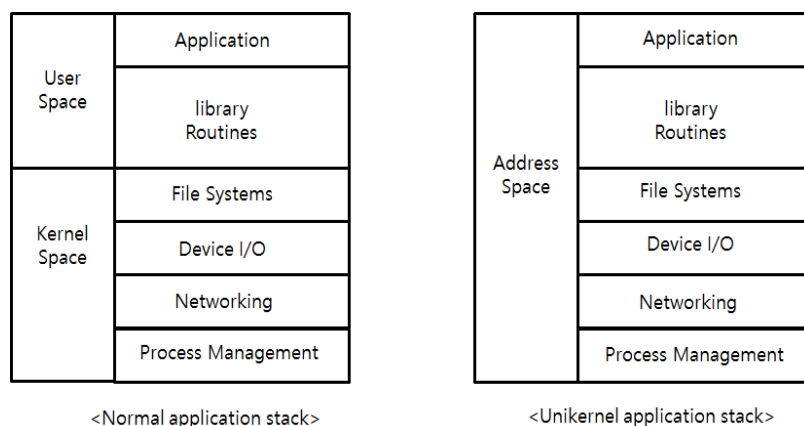 User
Space
Application
library
Routines
Kernel
Space
File Systems
Device I/O
Networking
Process Management
<Normal application stack>
Address
Space
Application
library
Routines
File Systems
Device I/O
Networking
Process Management
<Unikernel application stack>